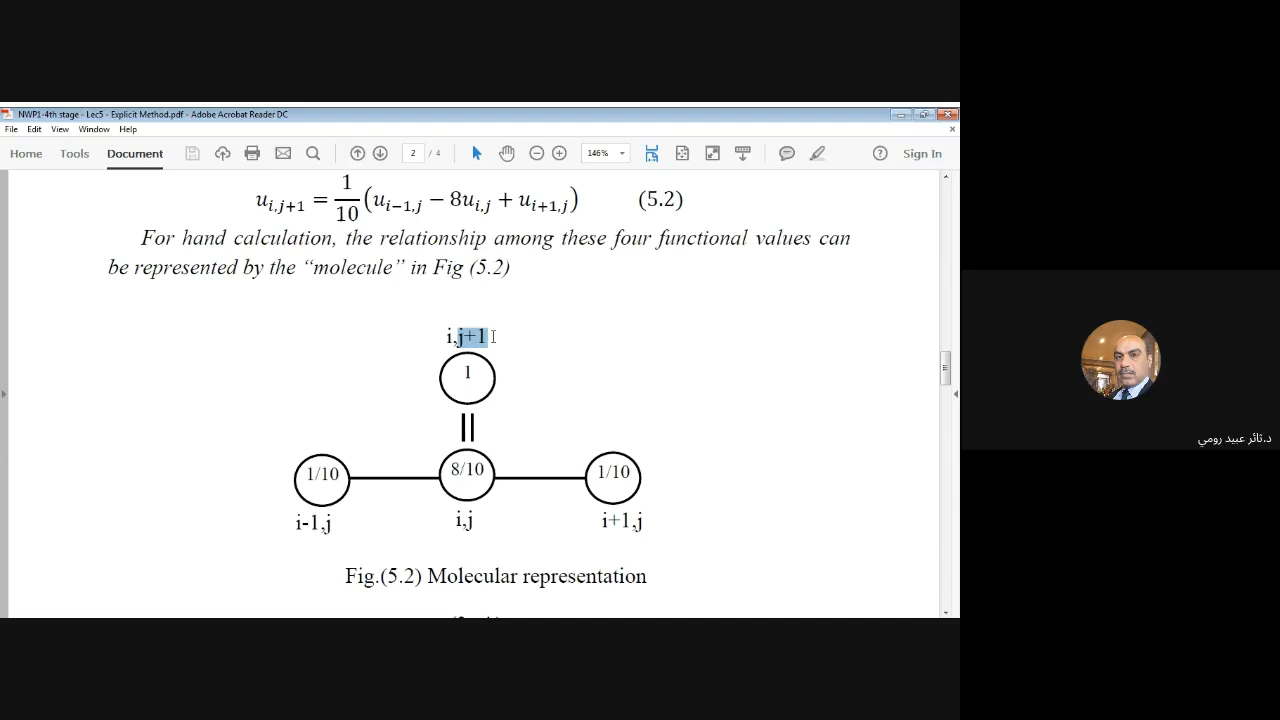 NWP1-4th stage - Lec5 - Explicit Method.pdf - Adobe Acrobat Reader DC
File Edit View Window Help
Home Tools Document 2 / 4 146% Sign In
u_{i,j+1} = \frac{1}{10}(u_{i-1,j} − 8u_{i,j} + u_{i+1,j}) (5.2)
For hand calculation, the relationship among these four functional values can
be represented by the “molecule” in Fig (5.2)
i,j+1
1
1/10 8/10 1/10
i-1,j i,j i+1,j
Fig.(5.2) Molecular representation
د.ثائر عبيد رومي